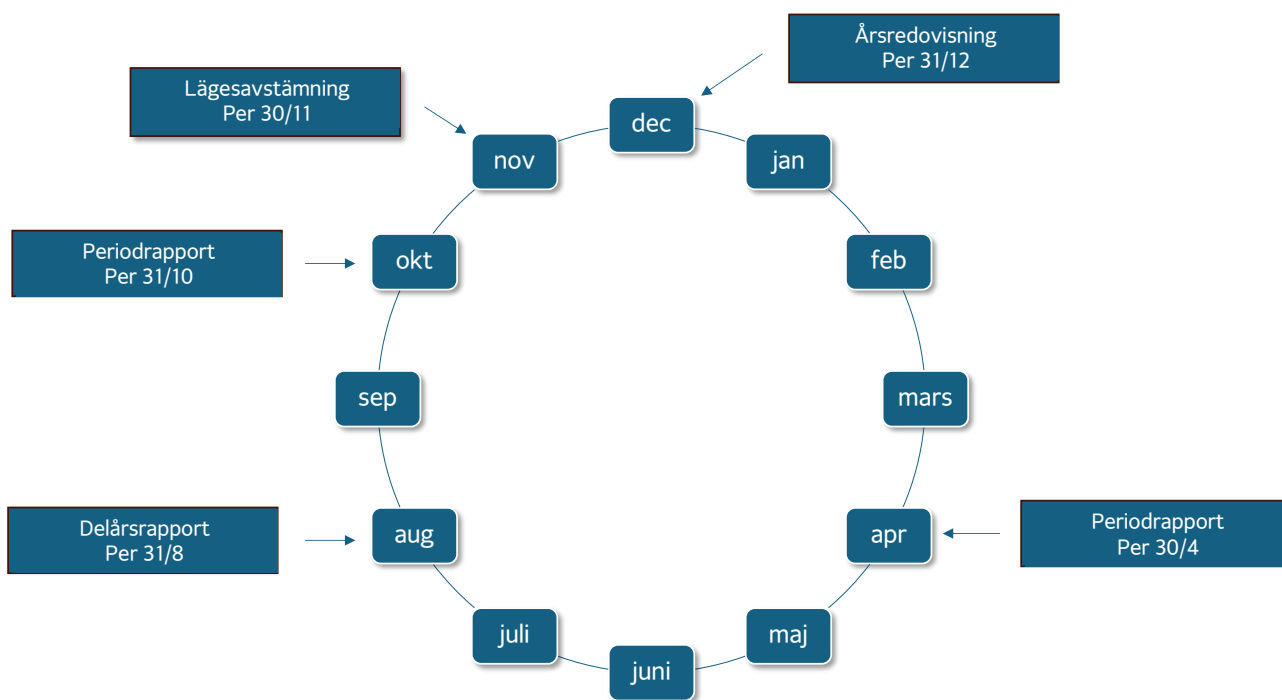 Årsredovisning
Per 31/12
Lägesavstämning
Per 30/11
dec
nov
jan
Periodrapport
Per 31/10
okt
feb
sep
mars
Delårsrapport
Per 31/8
aug
apr
Periodrapport
Per 30/4
juli
maj
juni